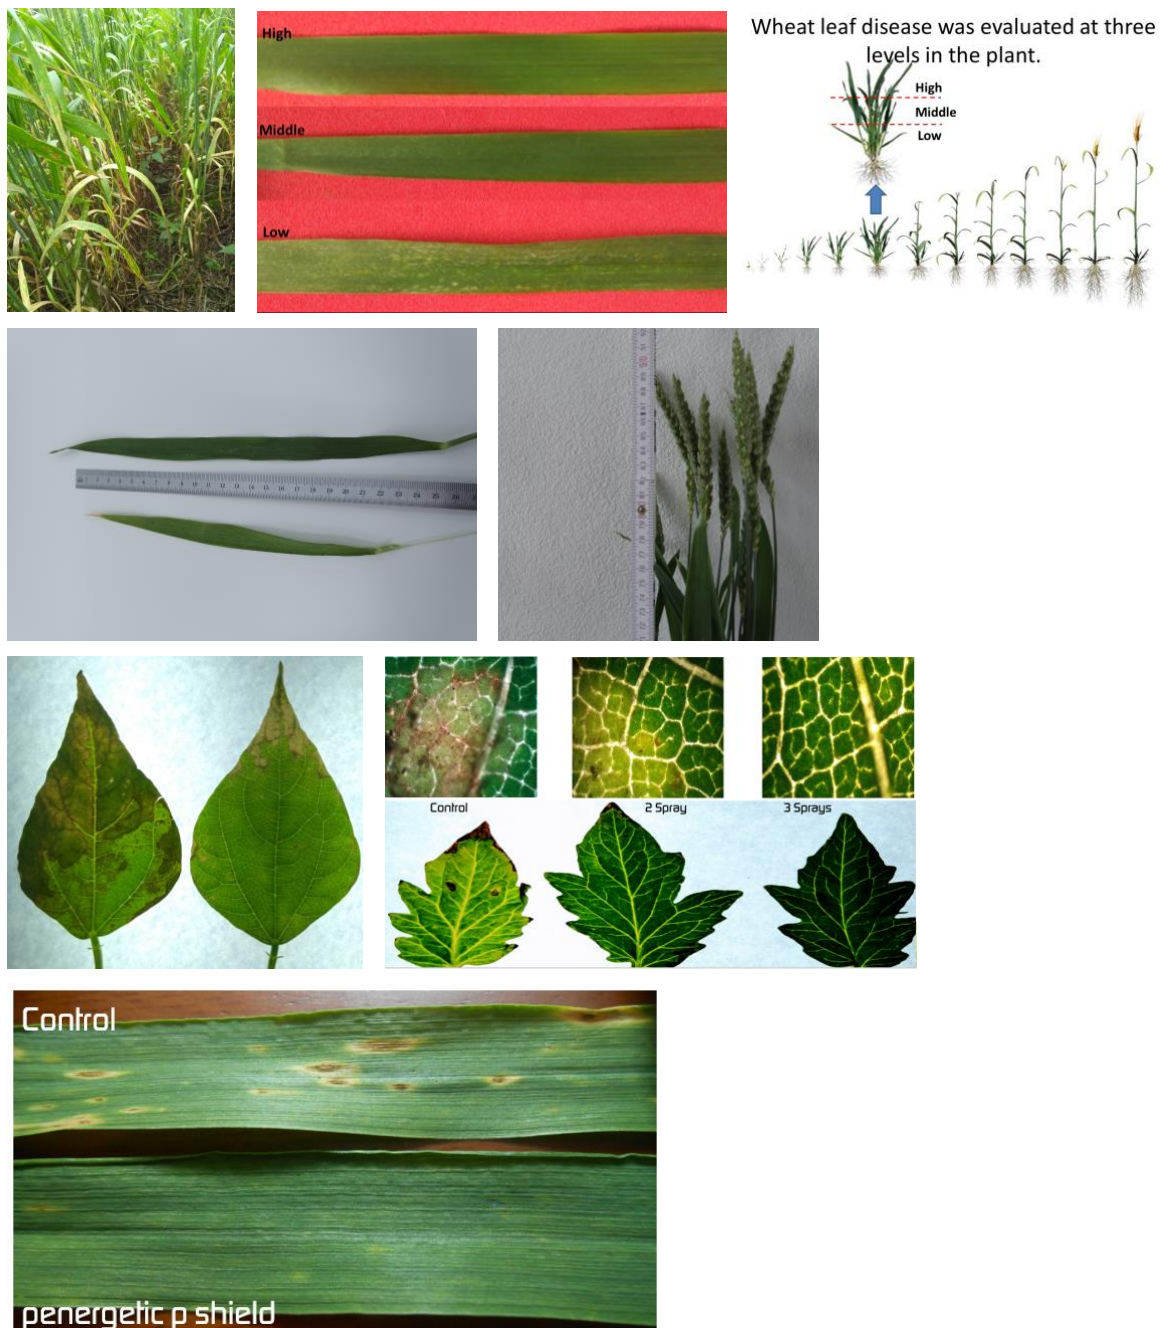 High
Middle
Low
Wheat leaf disease was evaluated at three
levels in the plant.
High
Middle
Low
Control
2 Spray
3 Sprays
Control
penergetic p shield